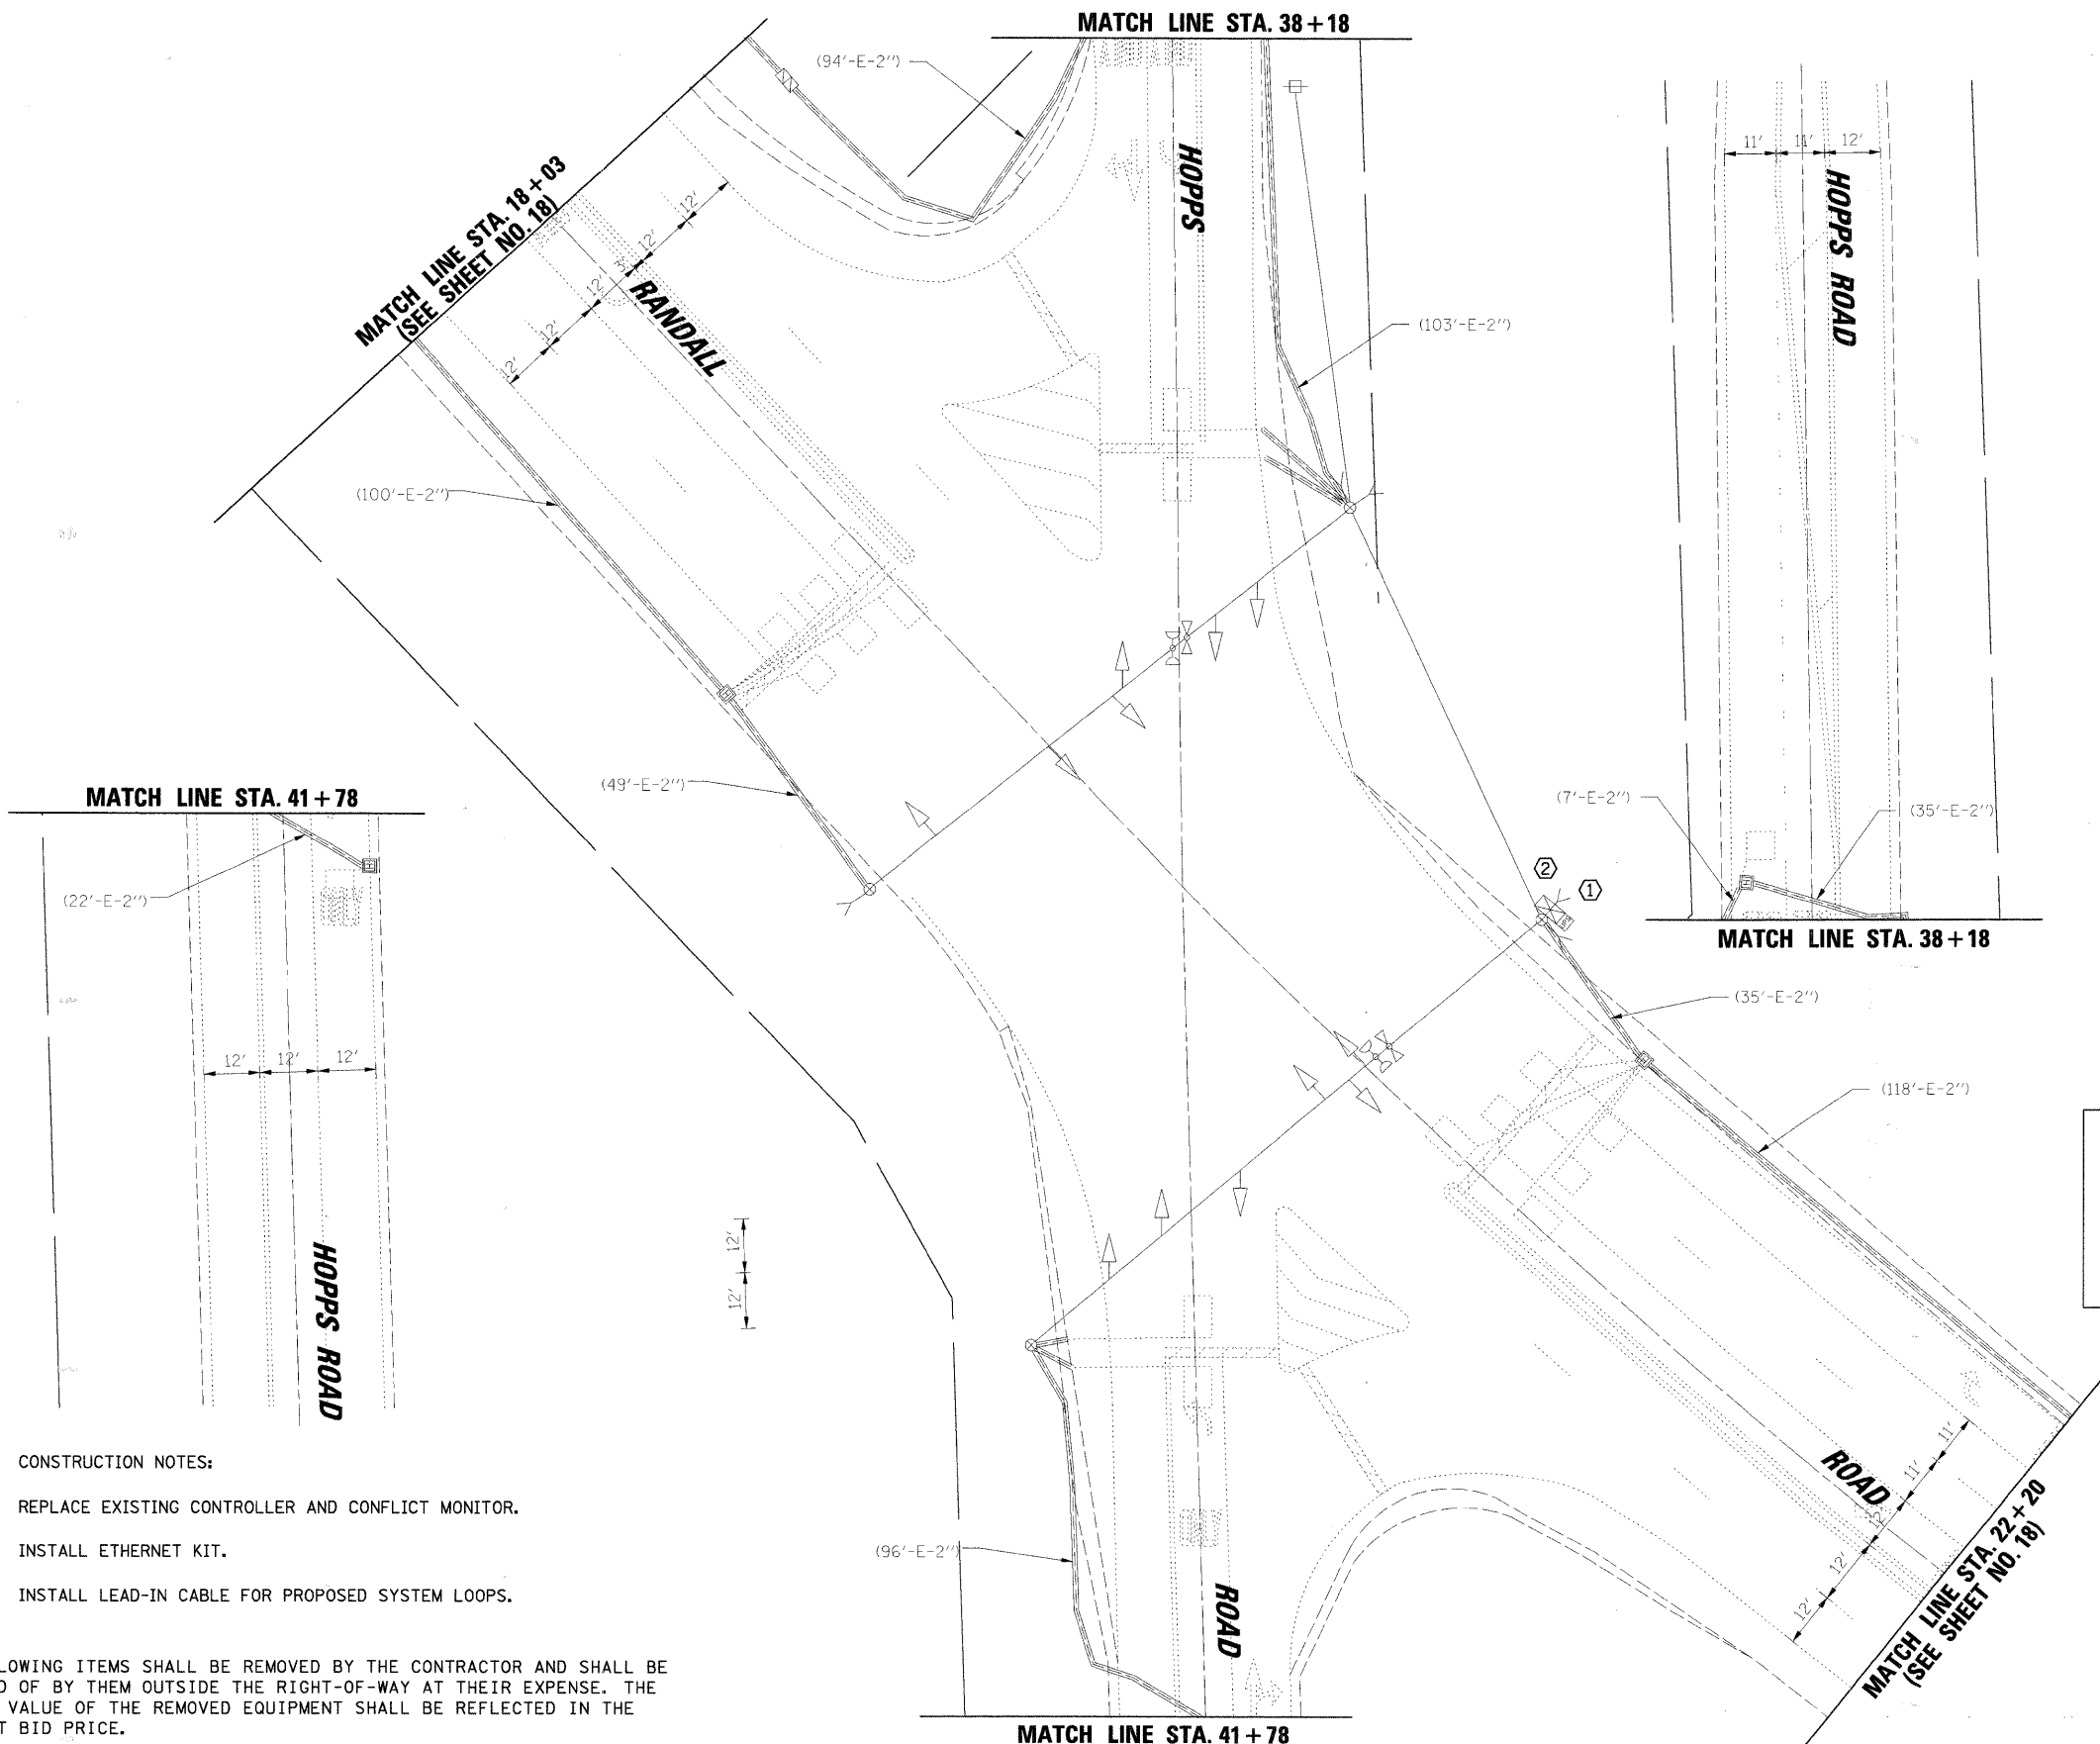 MATCH LINE STA. 38+18
(94'-E-2")
HOPPS
MATCH LINE STA. 18+03
(SEE SHEET NO. 18)
12'
12'
3'
12'
12'
12'
RANDALL
(103'-E-2")
(100'-E-2")
(49'-E-2")
11'
11'
12'
HOPPS ROAD
(7'-E-2")
(35'-E-2")
MATCH LINE STA. 38+18
MATCH LINE STA. 41+78
(22'-E-2")
12'
12'
12'
HOPPS ROAD
2
1
(35'-E-2")
(118'-E-2")
12'
12'
11'
11'
12'
12'
12'
ROAD
MATCH LINE STA. 22+20
(SEE SHEET NO. 18)
(96'-E-2")
ROAD
MATCH LINE STA. 41+78
CONSTRUCTION NOTES:
REPLACE EXISTING CONTROLLER AND CONFLICT MONITOR.
INSTALL ETHERNET KIT.
INSTALL LEAD-IN CABLE FOR PROPOSED SYSTEM LOOPS.
LOWING ITEMS SHALL BE REMOVED BY THE CONTRACTOR AND SHALL BE
D OF BY THEM OUTSIDE THE RIGHT-OF-WAY AT THEIR EXPENSE. THE
VALUE OF THE REMOVED EQUIPMENT SHALL BE REFLECTED IN THE
T BID PRICE.